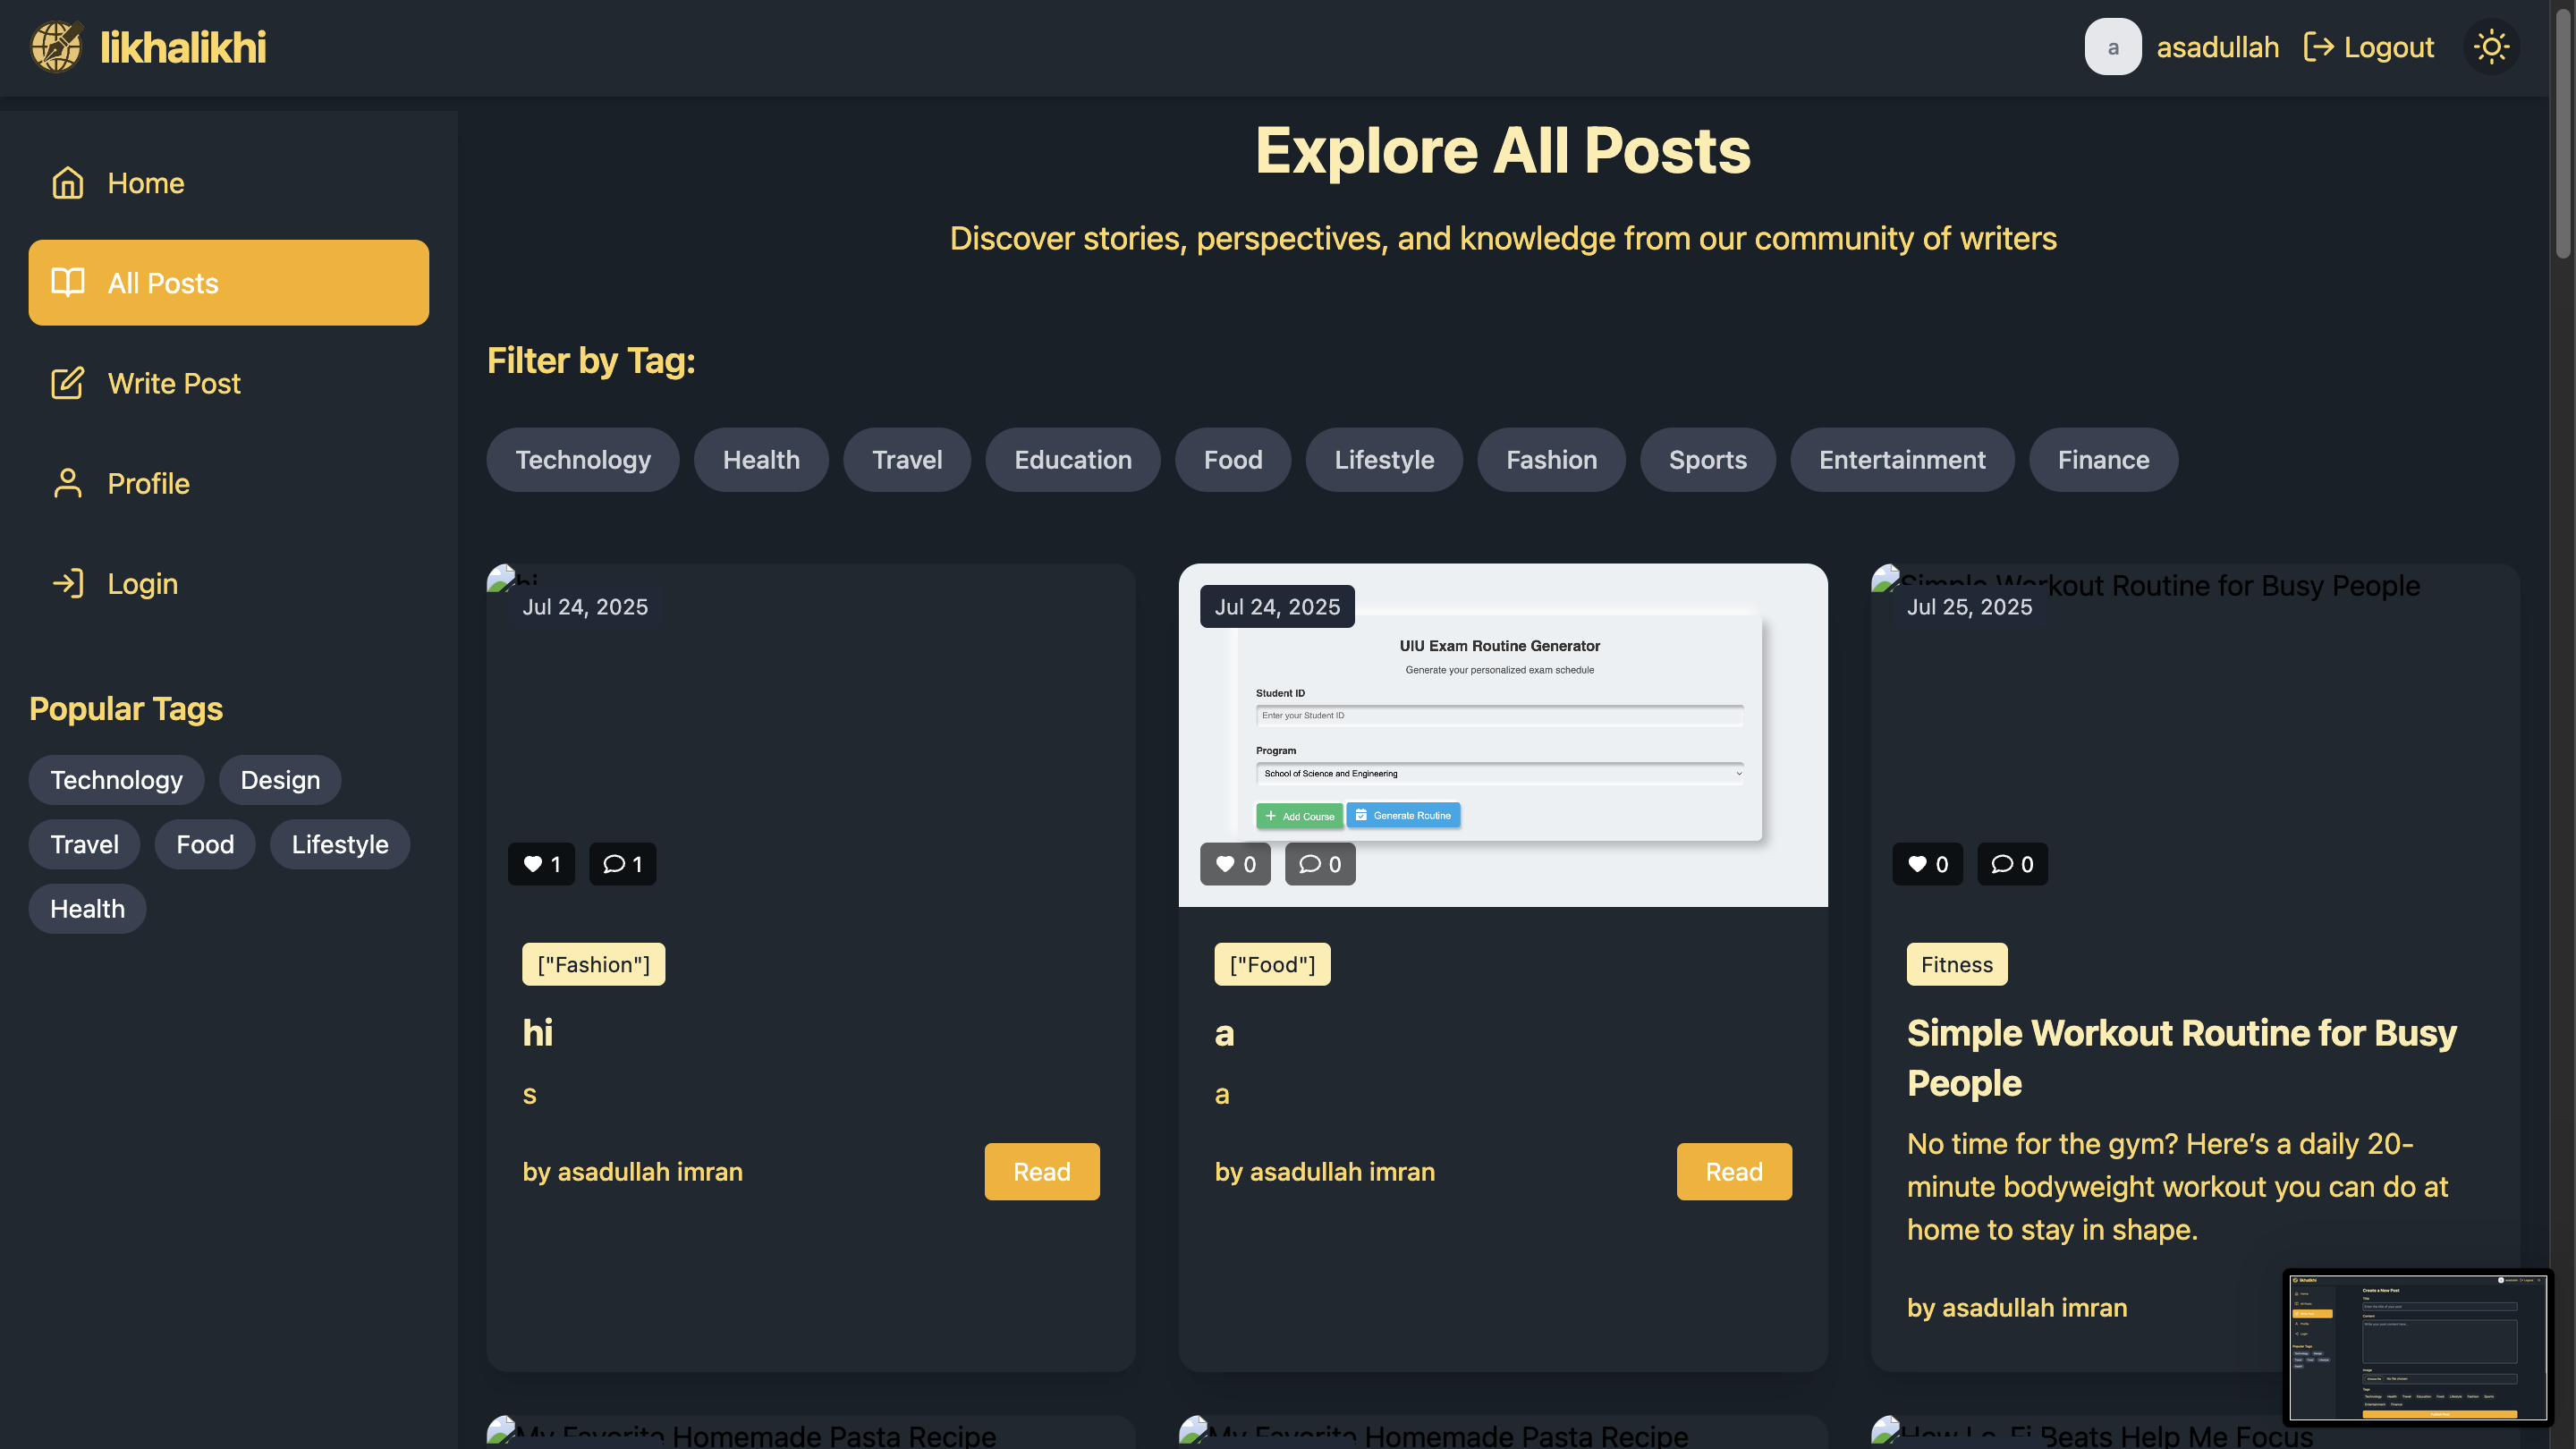 likhalikhi
a
asadullah
Logout
Home
All Posts
Write Post
Profile
Login
Popular Tags
Technology
Design
Travel
Food
Lifestyle
Health
Explore All Posts
Discover stories, perspectives, and knowledge from our community of writers
Filter by Tag:
Technology
Health
Travel
Education
Food
Lifestyle
Fashion
Sports
Entertainment
Finance
hi
Jul 24, 2025
1
1
["Fashion"]
hi
s
by asadullah imran
Read
Jul 24, 2025
UIU Exam Routine Generator
Generate your personalized exam schedule
Student ID
Enter your Student ID
Program
School of Science and Engineering
Add Course
Generate Routine
0
0
["Food"]
a
a
by asadullah imran
Read
Simple Workout Routine for Busy People
Jul 25, 2025
0
0
Fitness
Simple Workout Routine for Busy
People
No time for the gym? Here’s a daily 20-
minute bodyweight workout you can do at
home to stay in shape.
by asadullah imran
Create a New Post
My Favorite Homemade Pasta Recipe
My Favorite Homemade Pasta Recipe
How Lo-Fi Beats Help Me Focus